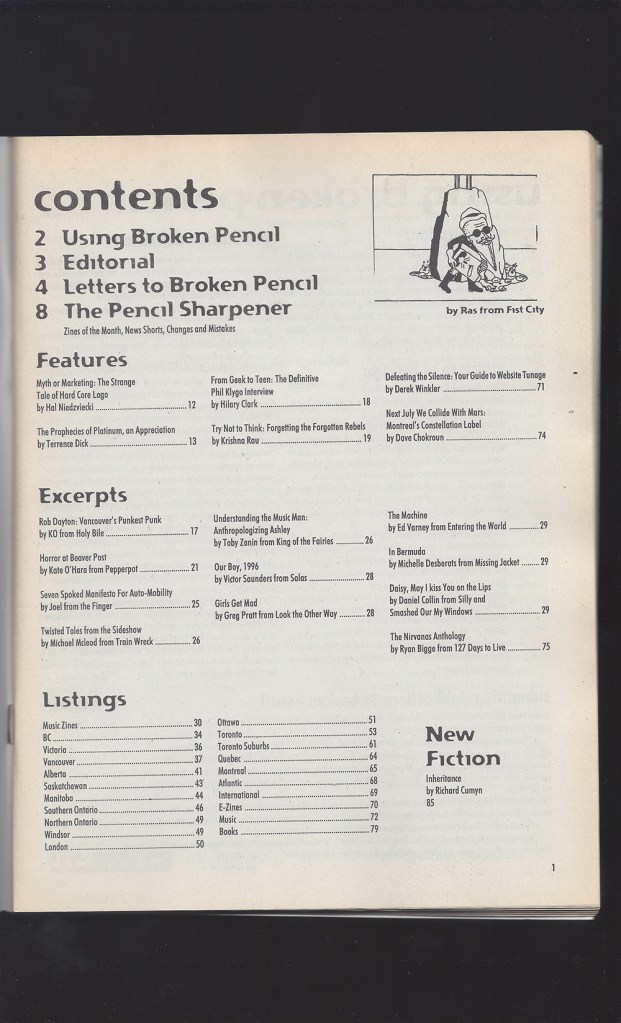 contents
2 Using Broken Pencil
3 Editorial
4 Letters to Broken Pencil
8 The Pencil Sharpener
Zines of the Month, News Shorts, Changes and Mistakes
by Ras from Fist City
Features
Myth or Marketing: The Strange
Tale of Hard Core Logo
by Hal Niedzviecki 12
The Prophecies of Platinum, an Appreciation
by Terrence Dick 13
From Geek to Teen: The Definitive
Phil Klygo Interview
by Hilary Clark 18
Try Not to Think: Forgetting the Forgotten Rebels
by Krishna Rau 19
Defeating the Silence: Your Guide to Website Tunage
by Derek Winkler 71
Next July We Collide With Mars:
Montreal's Constellation Label
by Dave Chokroun 74
Excerpts
Rob Dayton: Vancouver's Punkest Punk
by KO from Holy Bile 17
Horror at Beaver Post
by Kate O'Hara from Pepperpot 21
Seven Spoked Manifesto For Auto-Mobility
by Joel from the Finger 25
Twisted Tales from the Sideshow
by Michael Mcleod from Train Wreck 26
Understanding the Music Man:
Anthropologizing Ashley
by Toby Zanin from King of the Fairies 26
Our Boy, 1996
by Victor Saunders from Solas 28
Girls Get Mad
by Greg Pratt from Look the Other Way 28
The Machine
by Ed Varney from Entering the World 29
In Bermuda
by Michelle Desberats from Missing Jacket 29
Daisy, May I kiss You on the Lips
by Daniel Collin from Silly and
Smashed Our My Windows 29
The Nirvanas Anthology
by Ryan Bigge from 127 Days to Live 75
Listings
Music Zines 30
BC 34
Victoria 36
Vancouver 37
Alberta 41
Saskatchewan 43
Manitoba 44
Southern Ontario 46
Northern Ontario 49
Windsor 49
London 50
Ottawa 51
Toronto 53
Toronto Suburbs 61
Quebec 64
Montreal 65
Atlantic 68
International 69
E-Zines 70
Music 72
Books 79
New
Fiction
Inheritance
by Richard Cumyn
85
1